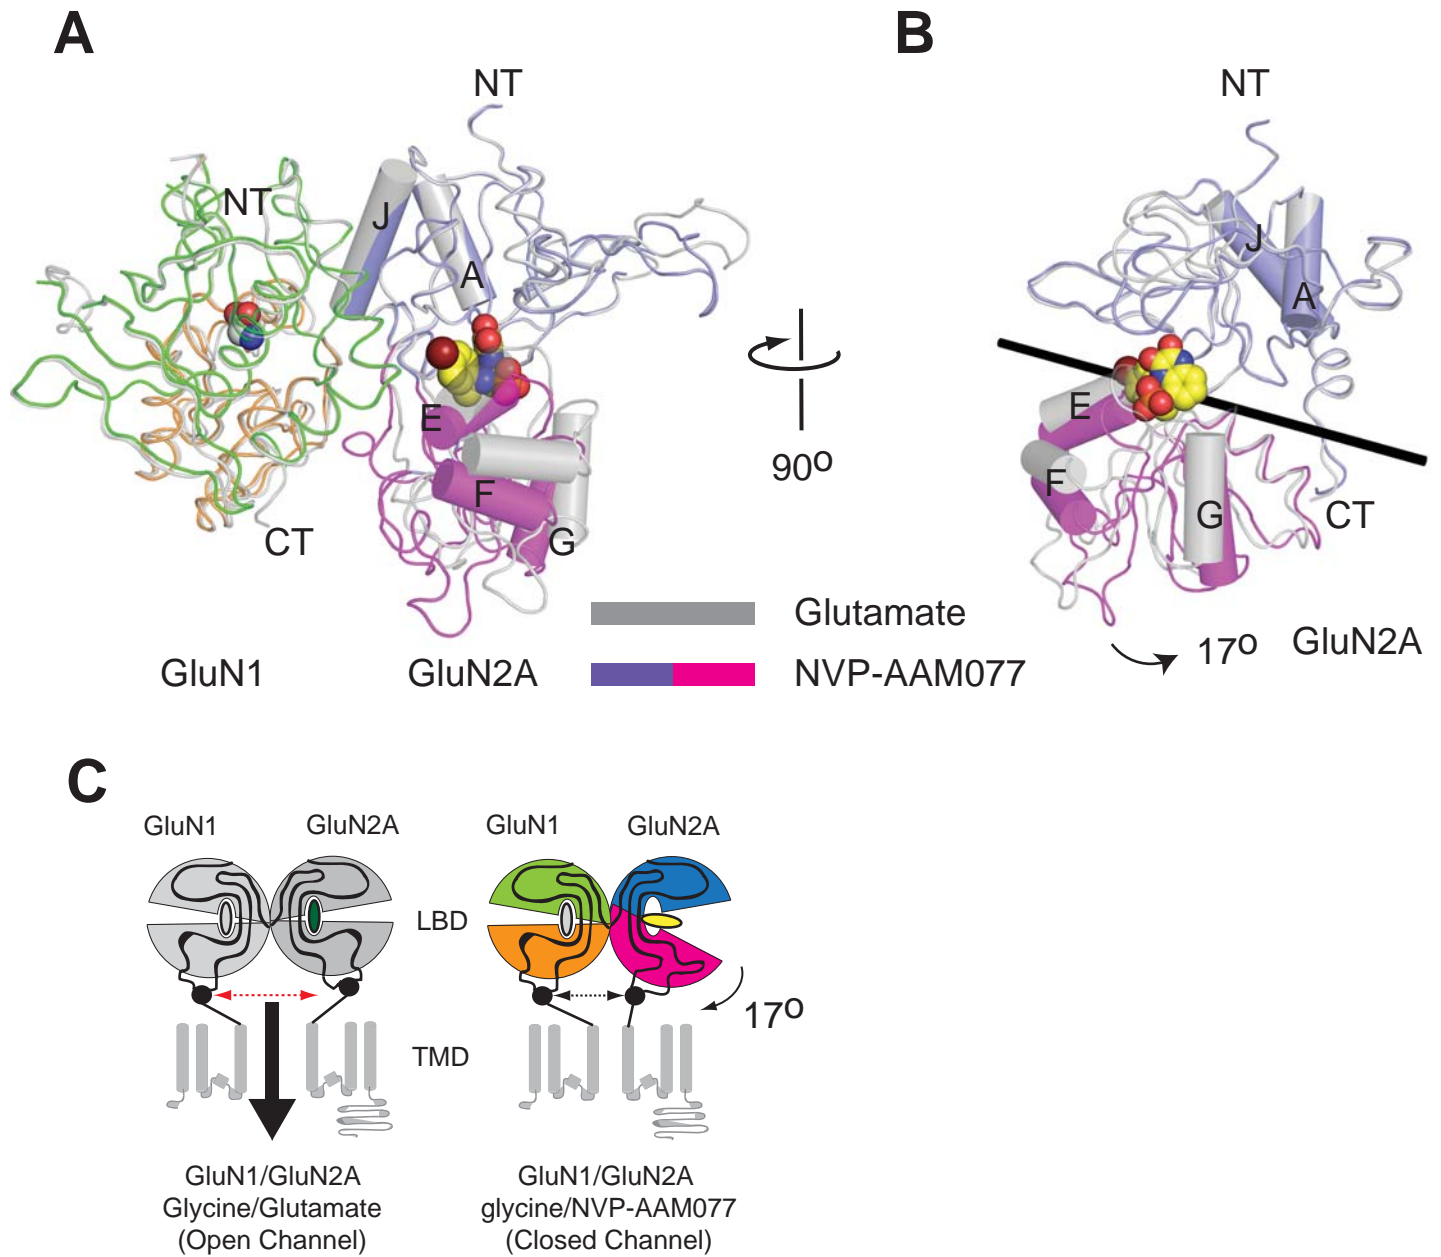 A
B
NT
NT
NT
J
A
J
A
E
E
F
F
G
G
90o
CT
CT
Glutamate
17o
GluN2A
GluN1
GluN2A
NVP-AAM077
C
GluN1
GluN2A
GluN1
GluN2A
LBD
17o
TMD
GluN1/GluN2A
Glycine/Glutamate
(Open Channel)
GluN1/GluN2A
glycine/NVP-AAM077
(Closed Channel)